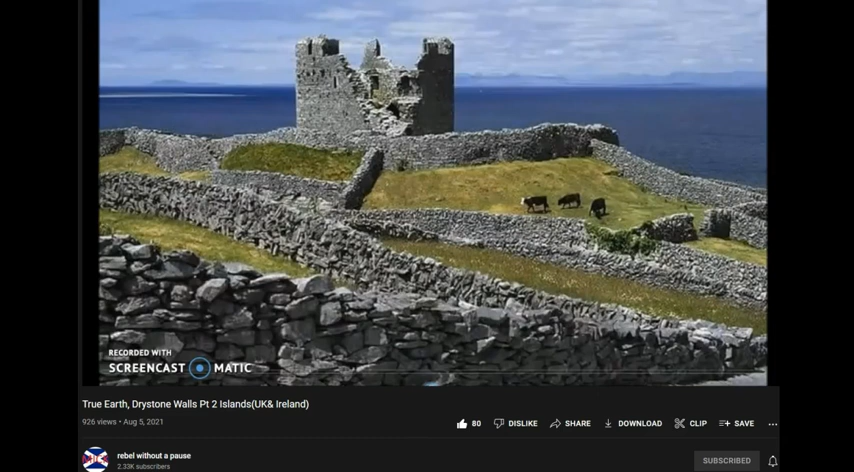 RECORDED WITH
SCREENCAST MATIC
True Earth, Drystone Walls Pt 2 Islands(UK& Ireland)
926 views • Aug 5, 2021
80 DISLIKE SHARE DOWNLOAD CLIP SAVE ...
rebel without a pause
2.33K subscribers
SUBSCRIBED